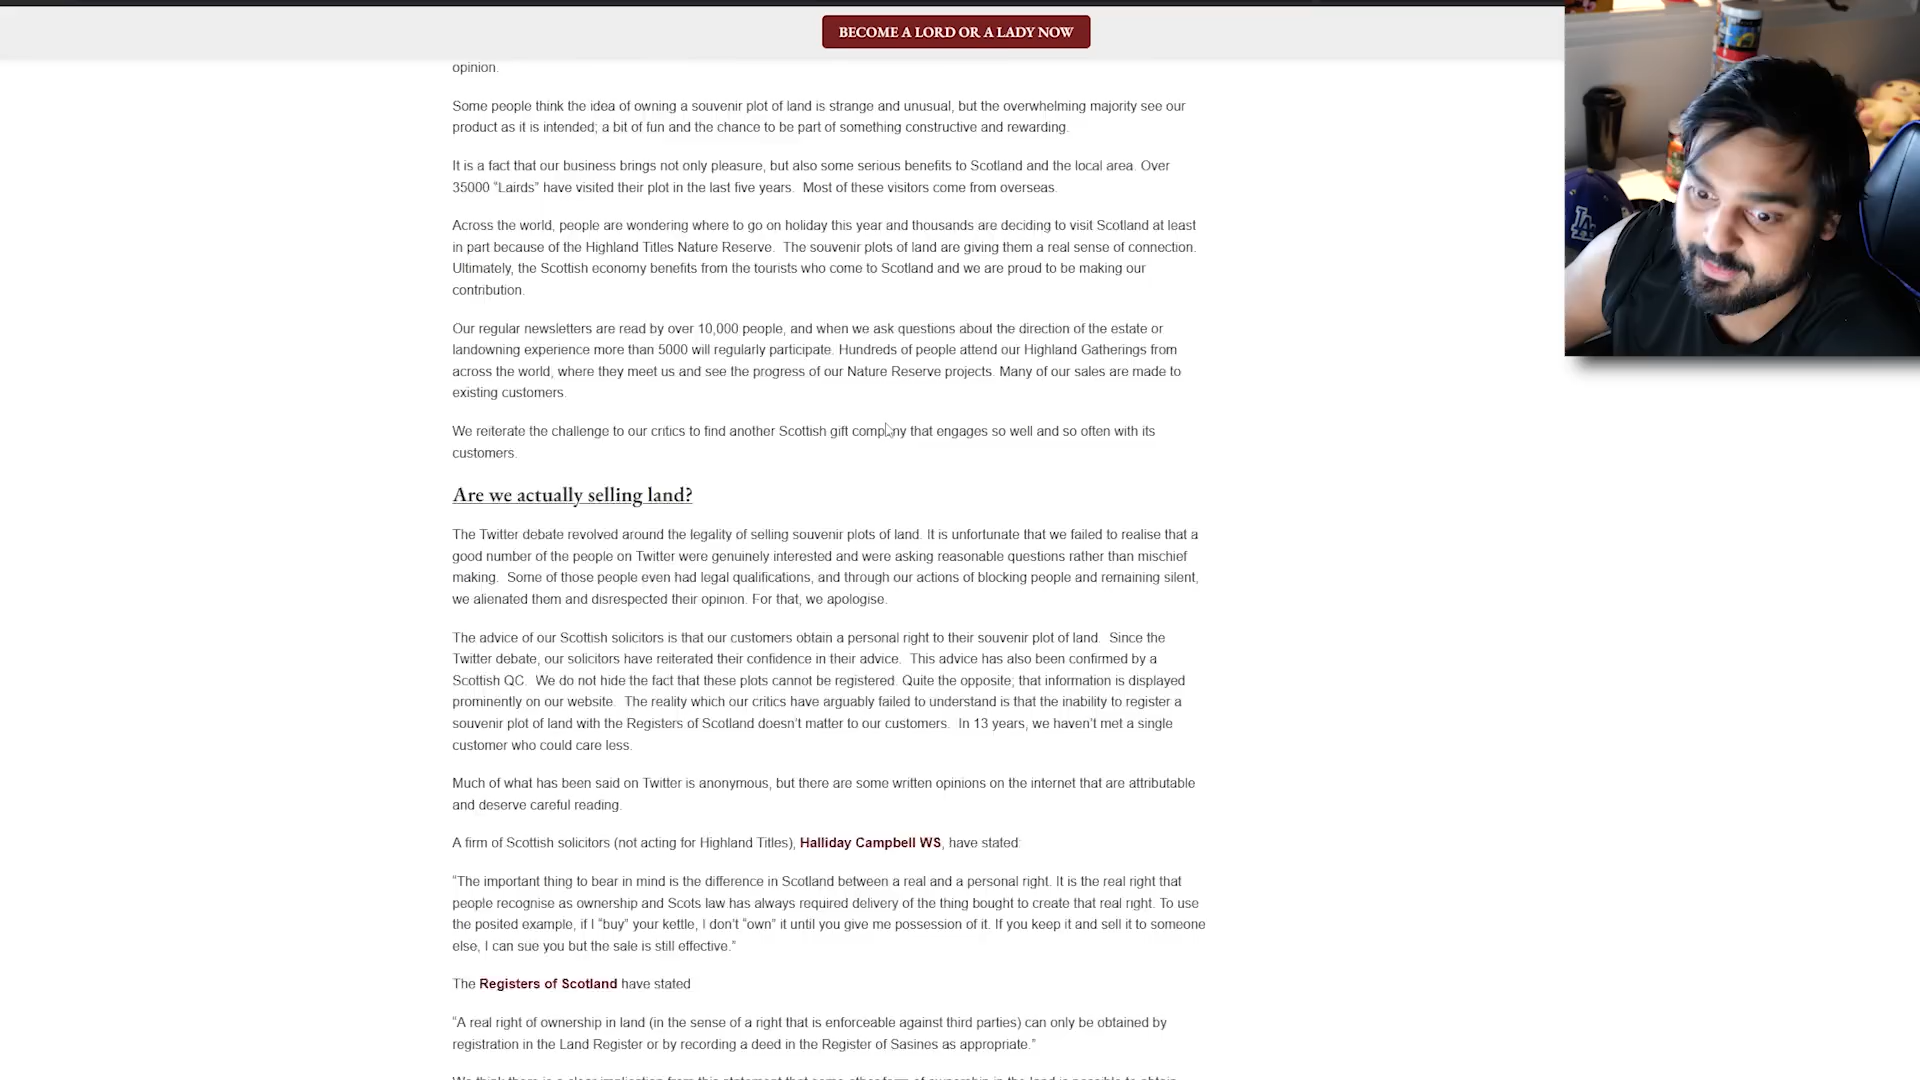 BECOME A LORD OR A LADY NOW
opinion.
Some people think the idea of owning a souvenir plot of land is strange and unusual, but the overwhelming majority see our
product as it is intended; a bit of fun and the chance to be part of something constructive and rewarding.
It is a fact that our business brings not only pleasure, but also some serious benefits to Scotland and the local area. Over
35000 “Lairds” have visited their plot in the last five years. Most of these visitors come from overseas.
Across the world, people are wondering where to go on holiday this year and thousands are deciding to visit Scotland at least
in part because of the Highland Titles Nature Reserve. The souvenir plots of land are giving them a real sense of connection.
Ultimately, the Scottish economy benefits from the tourists who come to Scotland and we are proud to be making our
contribution.
Our regular newsletters are read by over 10,000 people, and when we ask questions about the direction of the estate or
landowning experience more than 5000 will regularly participate. Hundreds of people attend our Highland Gatherings from
across the world, where they meet us and see the progress of our Nature Reserve projects. Many of our sales are made to
existing customers.
We reiterate the challenge to our critics to find another Scottish gift company that engages so well and so often with its
customers.
Are we actually selling land?
The Twitter debate revolved around the legality of selling souvenir plots of land. It is unfortunate that we failed to realise that a
good number of the people on Twitter were genuinely interested and were asking reasonable questions rather than mischief
making. Some of those people even had legal qualifications, and through our actions of blocking people and remaining silent,
we alienated them and disrespected their opinion. For that, we apologise.
The advice of our Scottish solicitors is that our customers obtain a personal right to their souvenir plot of land. Since the
Twitter debate, our solicitors have reiterated their confidence in their advice. This advice has also been confirmed by a
Scottish QC. We do not hide the fact that these plots cannot be registered. Quite the opposite; that information is displayed
prominently on our website. The reality which our critics have arguably failed to understand is that the inability to register a
souvenir plot of land with the Registers of Scotland doesn’t matter to our customers. In 13 years, we haven’t met a single
customer who could care less.
Much of what has been said on Twitter is anonymous, but there are some written opinions on the internet that are attributable
and deserve careful reading.
A firm of Scottish solicitors (not acting for Highland Titles), Halliday Campbell WS, have stated:
“The important thing to bear in mind is the difference in Scotland between a real and a personal right. It is the real right that
people recognise as ownership and Scots law has always required delivery of the thing bought to create that real right. To use
the posited example, if I “buy” your kettle, I don’t “own” it until you give me possession of it. If you keep it and sell it to someone
else, I can sue you but the sale is still effective.”
The Registers of Scotland have stated
“A real right of ownership in land (in the sense of a right that is enforceable against third parties) can only be obtained by
registration in the Land Register or by recording a deed in the Register of Sasines as appropriate.”
We think there is a clear implication from this statement that some other form of ownership in the land is possible to obtain
LA